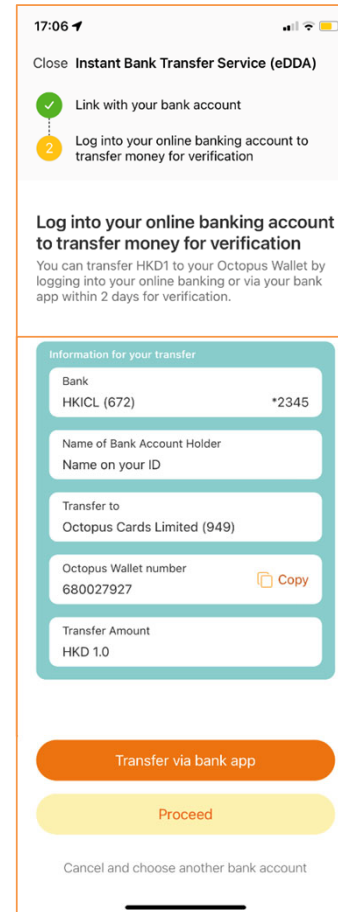 17:06
Close Instant Bank Transfer Service (eDDA)
Link with your bank account
2
Log into your online banking account to
transfer money for verification
Log into your online banking account
to transfer money for verification
You can transfer HKD1 to your Octopus Wallet by
logging into your online banking or via your bank
app within 2 days for verification.
Information for your transfer
Bank
HKICL (672) *2345
Name of Bank Account Holder
Name on your ID
Transfer to
Octopus Cards Limited (949)
Octopus Wallet number
680027927 Copy
Transfer Amount
HKD 1.0
Transfer via bank app
Proceed
Cancel and choose another bank account